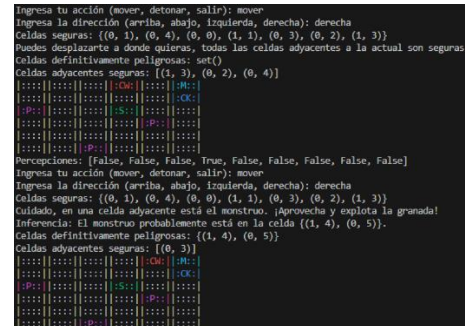 Ingresa tu acción (mover, detonar, salir): mover
Ingresa la dirección (arriba, abajo, izquierda, derecha): derecha
Celdas seguras: {(0, 1), (0, 4), (0, 0), (1, 1), (0, 3), (0, 2), (1, 3)}
Puedes desplazarte a donde quieras, todas las celdas adyacentes a la actual son seguras
Celdas definitivamente peligrosas: set()
Celdas adyacentes seguras: [(1, 3), (0, 2), (0, 4)]
|::::||::::||::::||:CW:||::::||:M::|
|::::||::::||::::||::::||::::||:CK:|
|:P::||::::||::::||:S::||::::||::::|
|::::||::::||::::||::::||:P::||::::|
|::::||::::||:P::||::::||::::||::::|
Percepciones: [False, False, False, True, False, False, False, False, False]
Ingresa tu acción (mover, detonar, salir): mover
Ingresa la dirección (arriba, abajo, izquierda, derecha): derecha
Celdas seguras: {(0, 1), (0, 4), (0, 0), (1, 1), (0, 3), (0, 2), (1, 3)}
Cuidado, en una celda adyacente está el monstruo. ¡Aprovecha y explota la granada!
Inferencia: El monstruo probablemente está en la celda {(1, 4), (0, 5)}.
Celdas definitivamente peligrosas: {(1, 4), (0, 5)}
Celdas adyacentes seguras: [(0, 3)]
|::::||::::||::::||::::||:CW:||:M::|
|::::||::::||::::||::::||::::||:CK:|
|:P::||::::||::::||:S::||::::||::::|
|::::||::::||::::||::::||:P::||::::|
|::::||::::||:P::||::::||::::||::::|